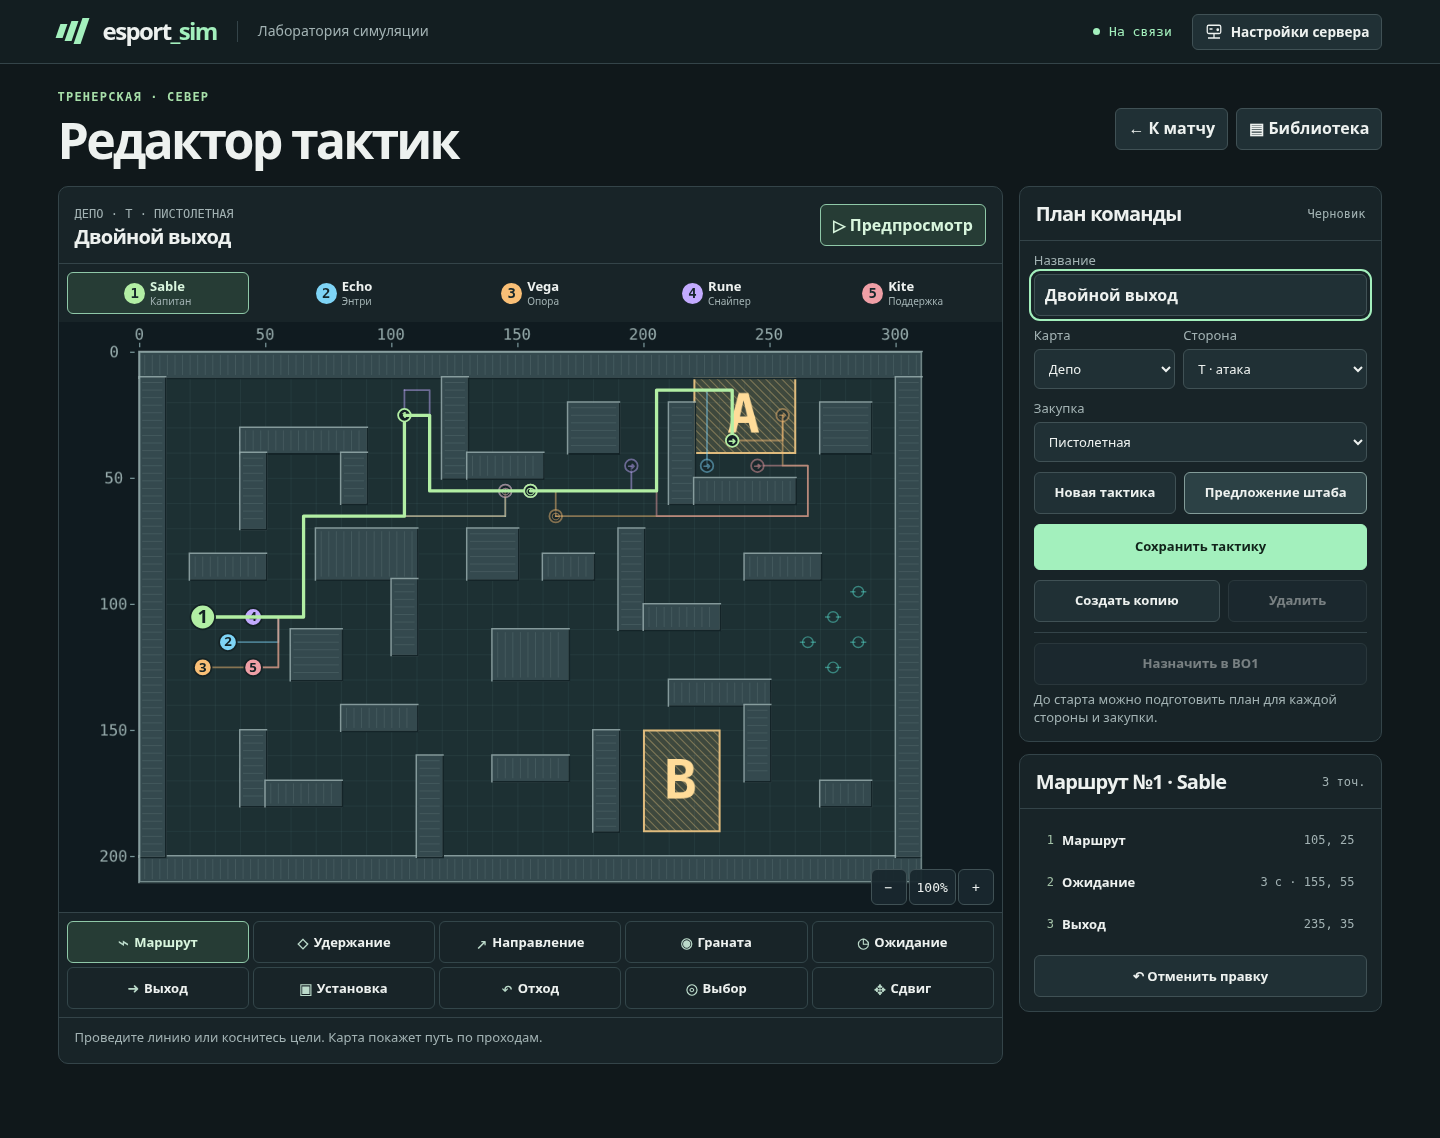 esport_sim
Лаборатория симуляции
На связи
Настройки сервера
ТРЕНЕРСКАЯ · СЕВЕР
Редактор тактик
← К матчу
▤ Библиотека
ДЕПО · T · ПИСТОЛЕТНАЯ
Двойной выход
▷ Предпросмотр
1 Sable
Капитан
2 Echo
Энтри
3 Vega
Опора
4 Rune
Снайпер
5 Kite
Поддержка
0 50 100 150 200 250 300
0
50
100
150
200
A
B
1
4
2
3
5
− 100% +
⌁ Маршрут
◇ Удержание
↗ Направление
◉ Граната
◷ Ожидание
➜ Выход
▣ Установка
↶ Отход
◎ Выбор
✥ Сдвиг
Проведите линию или коснитесь цели. Карта покажет путь по проходам.
План команды
Черновик
Название
Двойной выход
Карта Сторона
Депо T · атака
Закупка
Пистолетная
Новая тактика
Предложение штаба
Сохранить тактику
Создать копию
Удалить
Назначить в BO1
До старта можно подготовить план для каждой
стороны и закупки.
Маршрут №1 · Sable
3 точ.
1 Маршрут 105, 25
2 Ожидание 3 с · 155, 55
3 Выход 235, 35
↶ Отменить правку